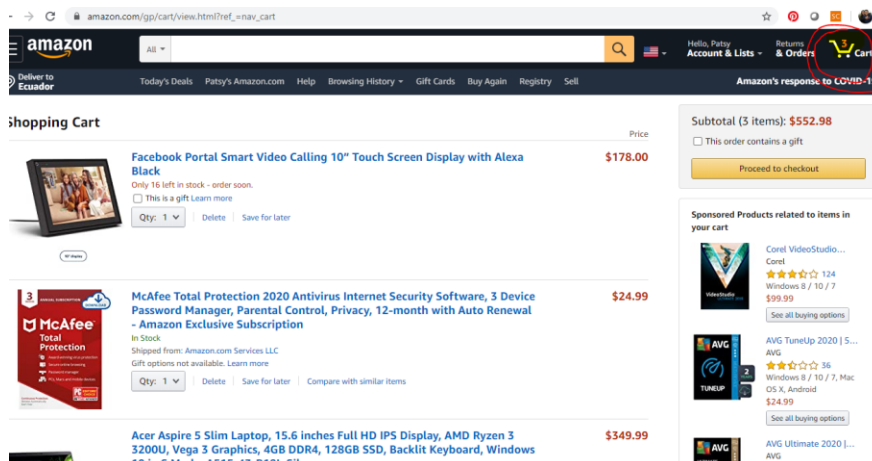 amazon.com/gp/cart/view.html?ref_=nav_cart
SC
amazon
All
Hello, Patsy
Account & Lists
Returns
& Orders
3
Cart
Deliver to
Ecuador
Today's Deals Patsy's Amazon.com Help Browsing History Gift Cards Buy Again Registry Sell
Amazon's response to COVID-1
Shopping Cart
Price
Facebook Portal Smart Video Calling 10” Touch Screen Display with Alexa
Black
$178.00
Only 16 left in stock - order soon.
This is a gift Learn more
Qty: 1 Delete Save for later
10" display
McAfee Total Protection 2020 Antivirus Internet Security Software, 3 Device
Password Manager, Parental Control, Privacy, 12-month with Auto Renewal
- Amazon Exclusive Subscription
$24.99
In Stock
Shipped from: Amazon.com Services LLC
Gift options not available. Learn more
Qty: 1 Delete Save for later Compare with similar items
3
McAfee
Total
Protection
Acer Aspire 5 Slim Laptop, 15.6 inches Full HD IPS Display, AMD Ryzen 3
3200U, Vega 3 Graphics, 4GB DDR4, 128GB SSD, Backlit Keyboard, Windows
$349.99
Subtotal (3 items): $552.98
This order contains a gift
Proceed to checkout
Sponsored Products related to items in
your cart
VideoStudio
Corel VideoStudio...
Corel
124
Windows 8 / 10 / 7
$99.99
See all buying options
AVG
TUNEUP
2
AVG TuneUp 2020 | 5...
AVG
36
Windows 8 / 10 / 7, Mac
OS X, Android
$24.99
See all buying options
AVG
AVG Ultimate 2020 |...
AVG